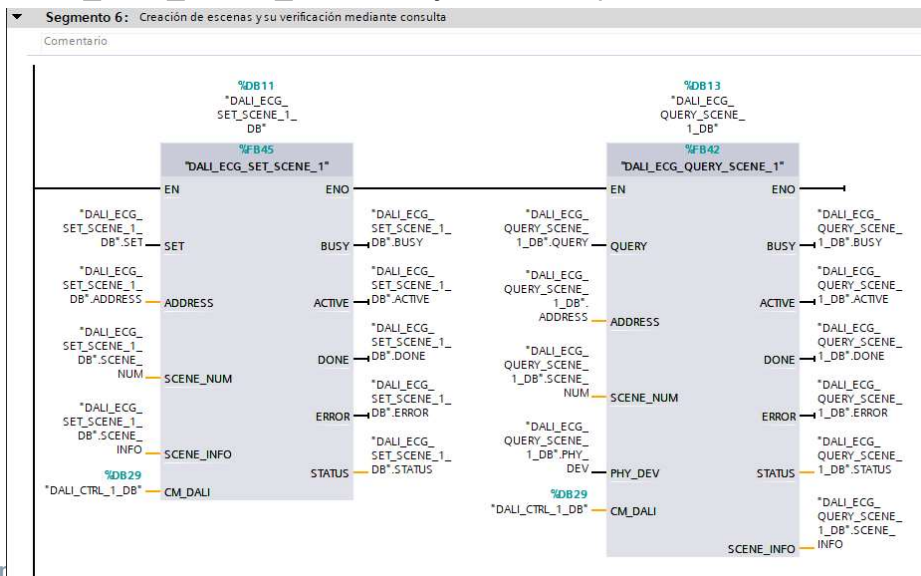 Segmento 6: Creación de escenas y su verificación mediante consulta
Comentario
%DB11
"DALI_ECG_
SET_SCENE_1_
DB"
%FB45
"DALI_ECG_SET_SCENE_1"
EN
ENO
"DALI_ECG_
SET_SCENE_1_
DB".SET
SET
BUSY
"DALI_ECG_
SET_SCENE_1_
DB".BUSY
"DALI_ECG_
SET_SCENE_1_
DB".ADDRESS
ADDRESS
ACTIVE
"DALI_ECG_
SET_SCENE_1_
DB".ACTIVE
"DALI_ECG_
SET_SCENE_1_
DB".SCENE_
NUM
SCENE_NUM
DONE
"DALI_ECG_
SET_SCENE_1_
DB".DONE
ERROR
"DALI_ECG_
SET_SCENE_1_
DB".ERROR
"DALI_ECG_
SET_SCENE_1_
DB".SCENE_
INFO
SCENE_INFO
STATUS
"DALI_ECG_
SET_SCENE_1_
DB".STATUS
%DB29
"DALI_CTRL_1_DB"
CM_DALI
%DB13
"DALI_ECG_
QUERY_SCENE_
1_DB"
%FB42
"DALI_ECG_QUERY_SCENE_1"
EN
ENO
"DALI_ECG_
QUERY_SCENE_
1_DB".QUERY
QUERY
BUSY
"DALI_ECG_
QUERY_SCENE_
1_DB".BUSY
"DALI_ECG_
QUERY_SCENE_
1_DB".
ADDRESS
ADDRESS
ACTIVE
"DALI_ECG_
QUERY_SCENE_
1_DB".ACTIVE
"DALI_ECG_
QUERY_SCENE_
1_DB".SCENE_
NUM
SCENE_NUM
DONE
"DALI_ECG_
QUERY_SCENE_
1_DB".DONE
ERROR
"DALI_ECG_
QUERY_SCENE_
1_DB".ERROR
"DALI_ECG_
QUERY_SCENE_
1_DB".PHY_
DEV
PHY_DEV
STATUS
"DALI_ECG_
QUERY_SCENE_
1_DB".STATUS
%DB29
"DALI_CTRL_1_DB"
CM_DALI
SCENE_INFO
"DALI_ECG_
QUERY_SCENE_
1_DB".SCENE_
INFO